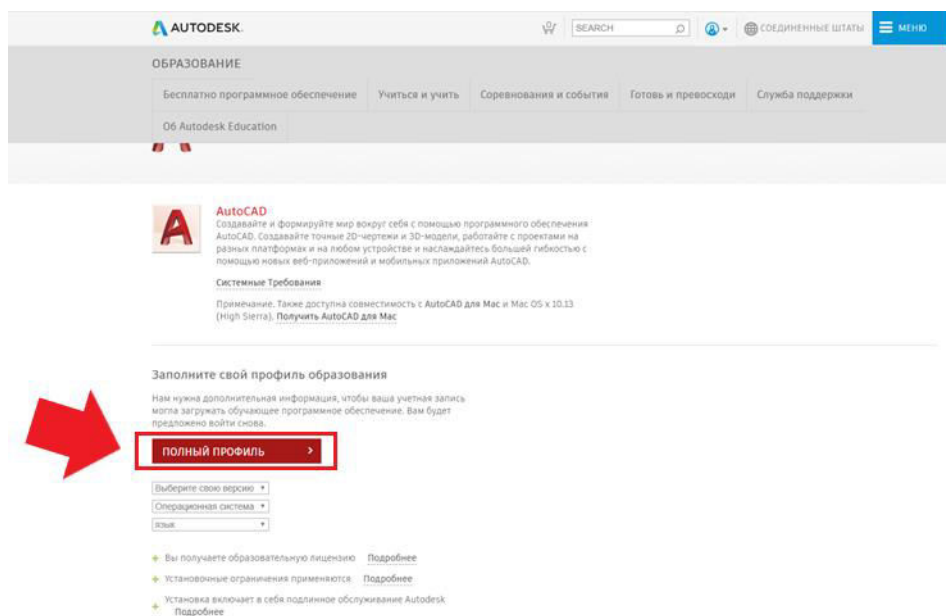 AUTODESK.
SEARCH
СОЕДИНЕННЫЕ ШТАТЫ
МЕНЮ
ОБРАЗОВАНИЕ
Бесплатно программное обеспечение
Учиться и учить
Соревнования и события
Готовь и превосходи
Служба поддержки
Об Autodesk Education
AutoCAD
Создавайте и формируйте мир вокруг себя с помощью программного обеспечения
AutoCAD. Создавайте точные 2D-чертежи и 3D-модели, работайте с проектами на
разных платформах и на любом устройстве и наслаждайтесь большей гибкостью с
помощью новых веб-приложений и мобильных приложений AutoCAD.
Системные Требования
Примечание. Также доступна совместимость с AutoCAD для Mac и Mac OS x 10.13
(High Sierra). Получить AutoCAD для Mac
Заполните свой профиль образования
Нам нужна дополнительная информация, чтобы ваша учетная запись
могла загружать обучающее программное обеспечение. Вам будет
предложено войти снова.
ПОЛНЫЙ ПРОФИЛЬ
Выберите свою версию
Операционная система
язык
Вы получаете образовательную лицензию Подробнее
Установочные ограничения применяются Подробнее
Установка включает в себя подлинное обслуживание Autodesk
Подробнее